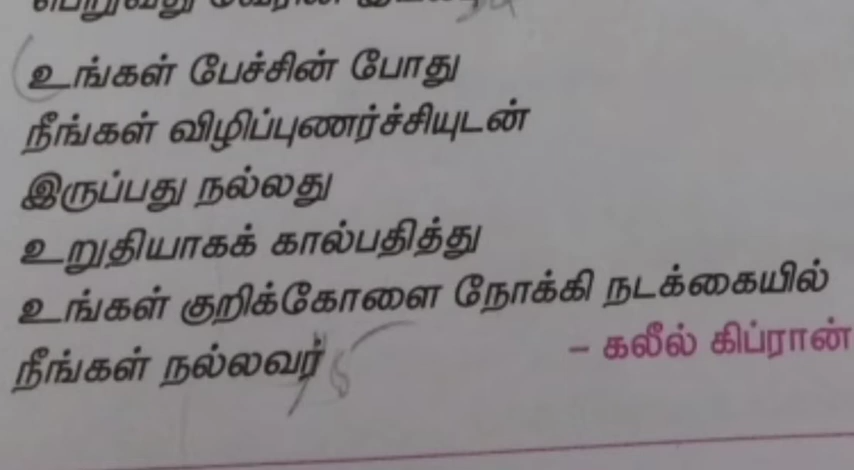 பெறுவது வேரின்
உங்கள் பேச்சின் போது
நீங்கள் விழிப்புணர்ச்சியுடன்
இருப்பது நல்லது
உறுதியாகக் கால்பதித்து
உங்கள் குறிக்கோளை நோக்கி நடக்கையில்
நீங்கள் நல்லவர்
– கலீல் கிப்ரான்